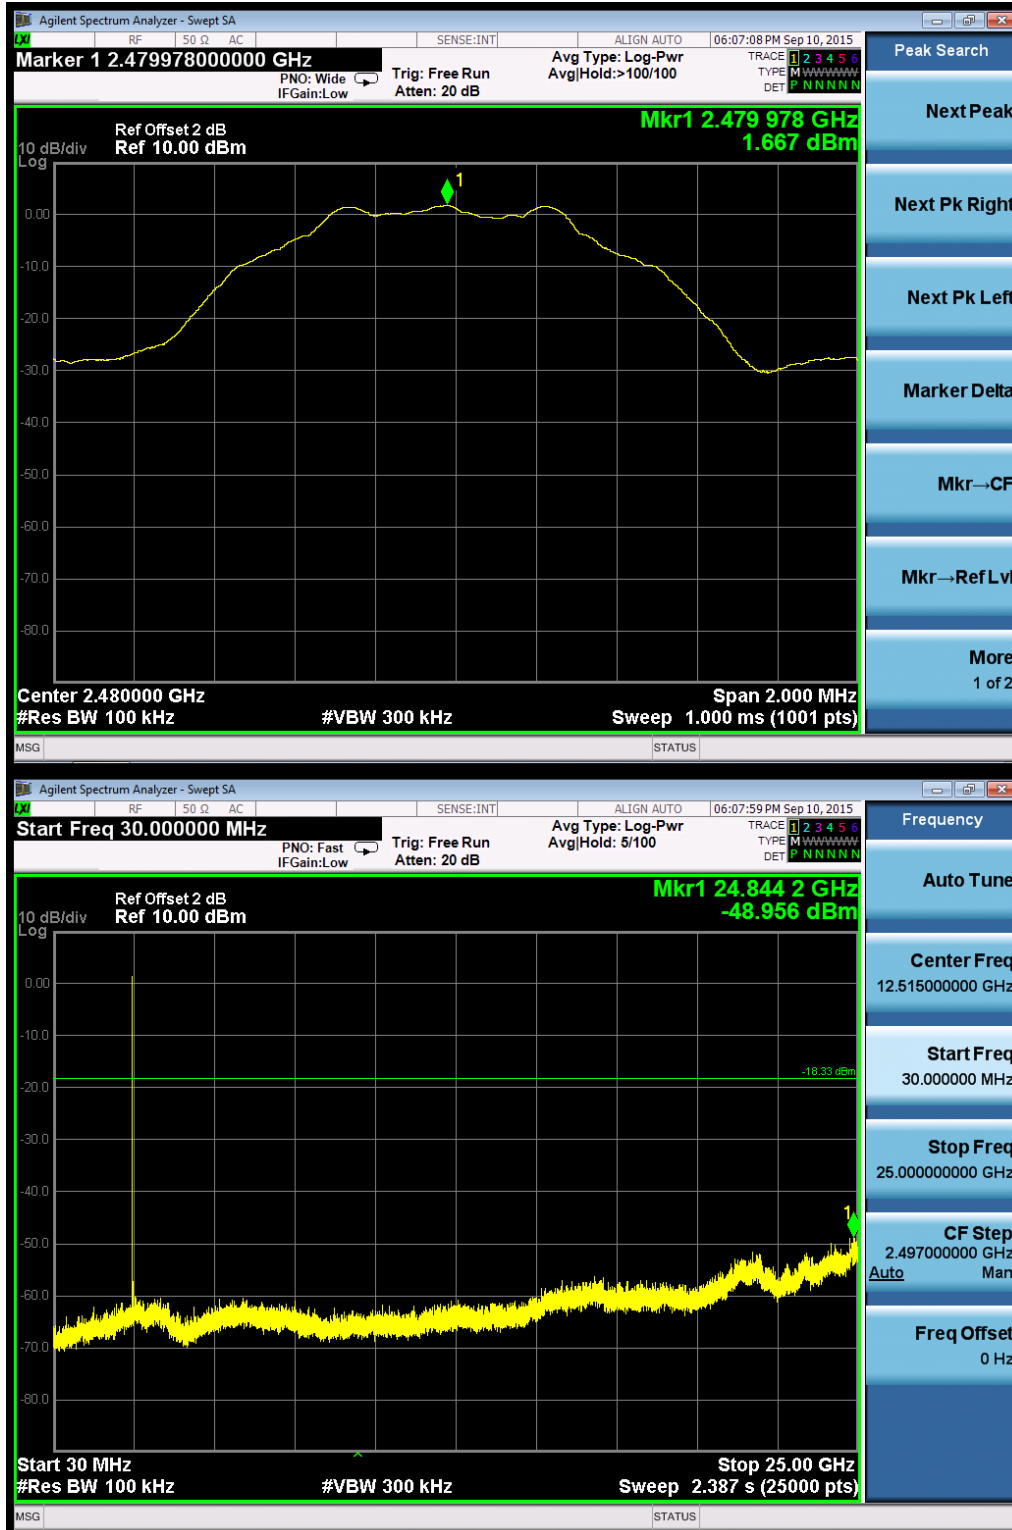 Agilent Spectrum Analyzer - Swept SA
LXI RF 50 Ω AC SENSE:INT ALIGN AUTO 06:07:08 PM Sep 10, 2015
Marker 1 2.479978000000 GHz
PNO: Wide
IFGain:Low
Trig: Free Run
Atten: 20 dB
Avg Type: Log-Pwr
Avg|Hold:>100/100
TRACE 1 2 3 4 5 6
TYPE M WWWWW
DET P N N N N N
Peak Search
Mkr1 2.479 978 GHz
1.667 dBm
Ref Offset 2 dB
10 dB/div Ref 10.00 dBm
Log
1
0.00
-10.0
-20.0
-30.0
-40.0
-50.0
-60.0
-70.0
-80.0
Center 2.480000 GHz Span 2.000 MHz
#Res BW 100 kHz #VBW 300 kHz Sweep 1.000 ms (1001 pts)
MSG STATUS
Next Peak
Next Pk Right
Next Pk Left
Marker Delta
Mkr→CF
Mkr→Ref Lvl
More
1 of 2
Agilent Spectrum Analyzer - Swept SA
LXI RF 50 Ω AC SENSE:INT ALIGN AUTO 06:07:59 PM Sep 10, 2015
Start Freq 30.000000 MHz
PNO: Fast
IFGain:Low
Trig: Free Run
Atten: 20 dB
Avg Type: Log-Pwr
Avg|Hold: 5/100
TRACE 1 2 3 4 5 6
TYPE M WWWWW
DET P N N N N N
Frequency
Mkr1 24.844 2 GHz
-48.956 dBm
Ref Offset 2 dB
10 dB/div Ref 10.00 dBm
Log
0.00
-10.0
-18.33 dBm
-20.0
-30.0
-40.0
1
-50.0
-60.0
-70.0
-80.0
Start 30 MHz Stop 25.00 GHz
#Res BW 100 kHz #VBW 300 kHz Sweep 2.387 s (25000 pts)
MSG STATUS
Auto Tune
Center Freq
12.515000000 GHz
Start Freq
30.000000 MHz
Stop Freq
25.000000000 GHz
CF Step
2.497000000 GHz
Auto Man
Freq Offset
0 Hz